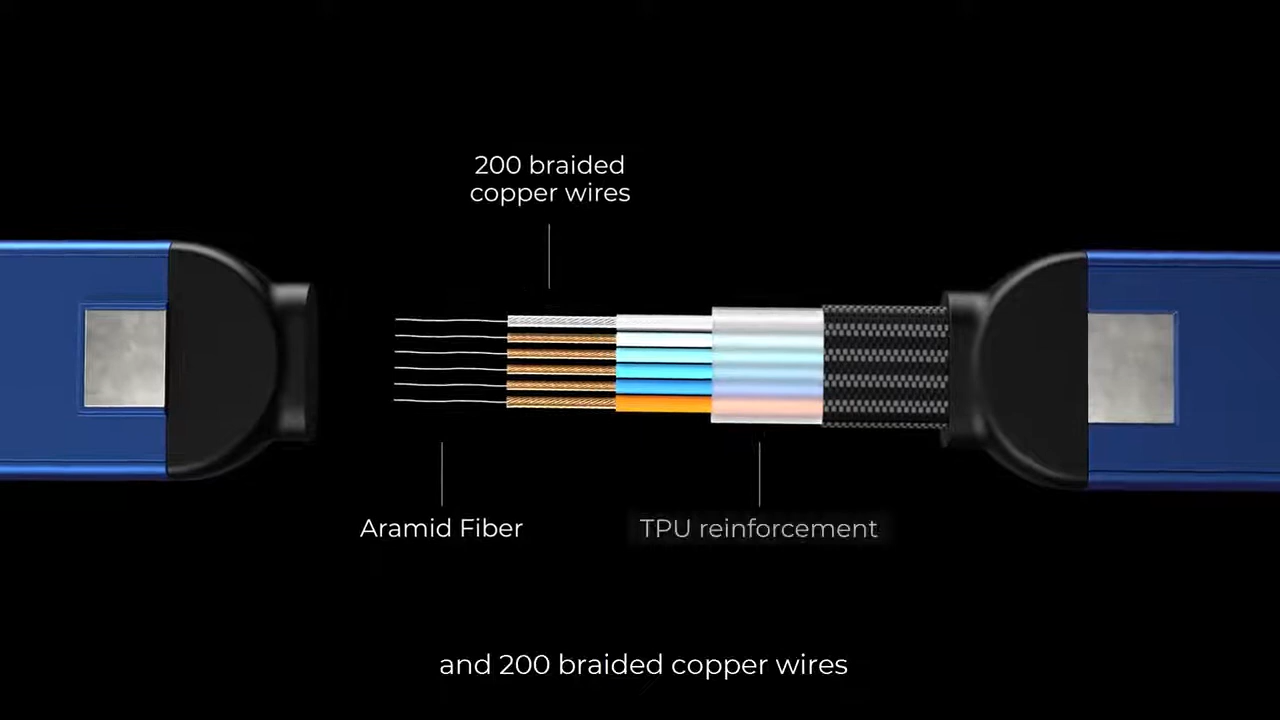 200 braided
copper wires
Aramid Fiber
TPU reinforcement
and 200 braided copper wires